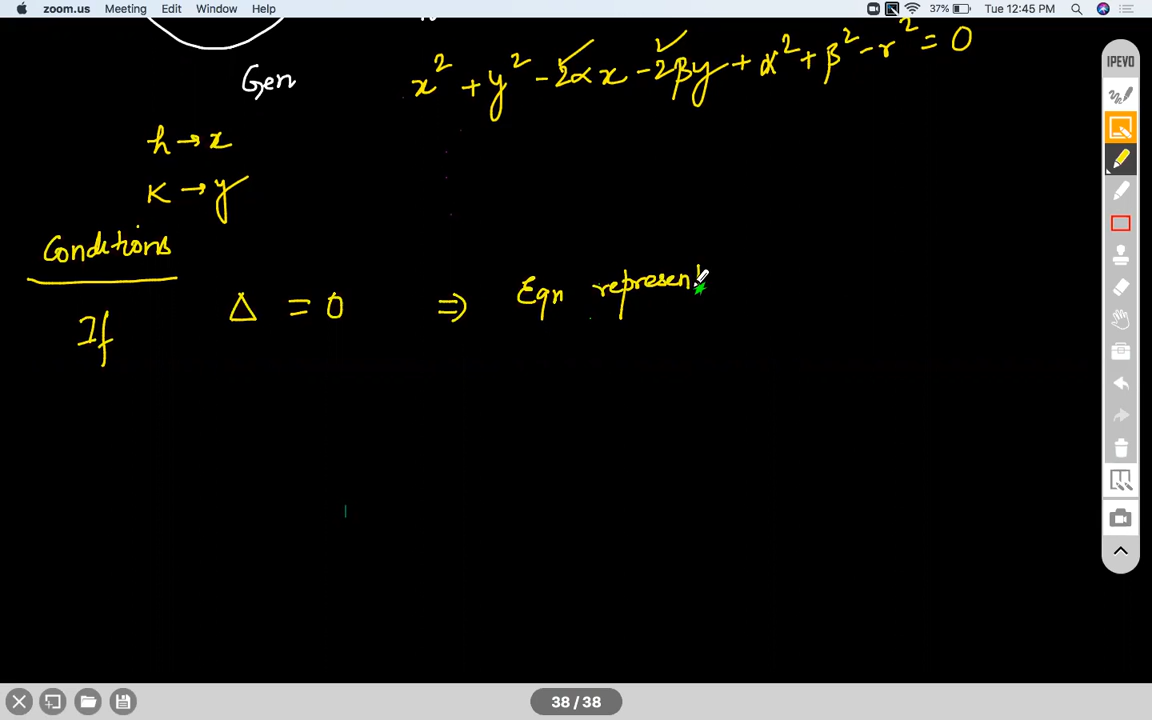 zoom.us Meeting Edit Window Help 37% Tue 12:45 PM
x² + y² - 2αx - 2βy + α² + β² - r² = 0
IPEVO
Gen
h → x
K → y
Conditions
If Δ = 0 ⇒ Eqn represent
38 / 38